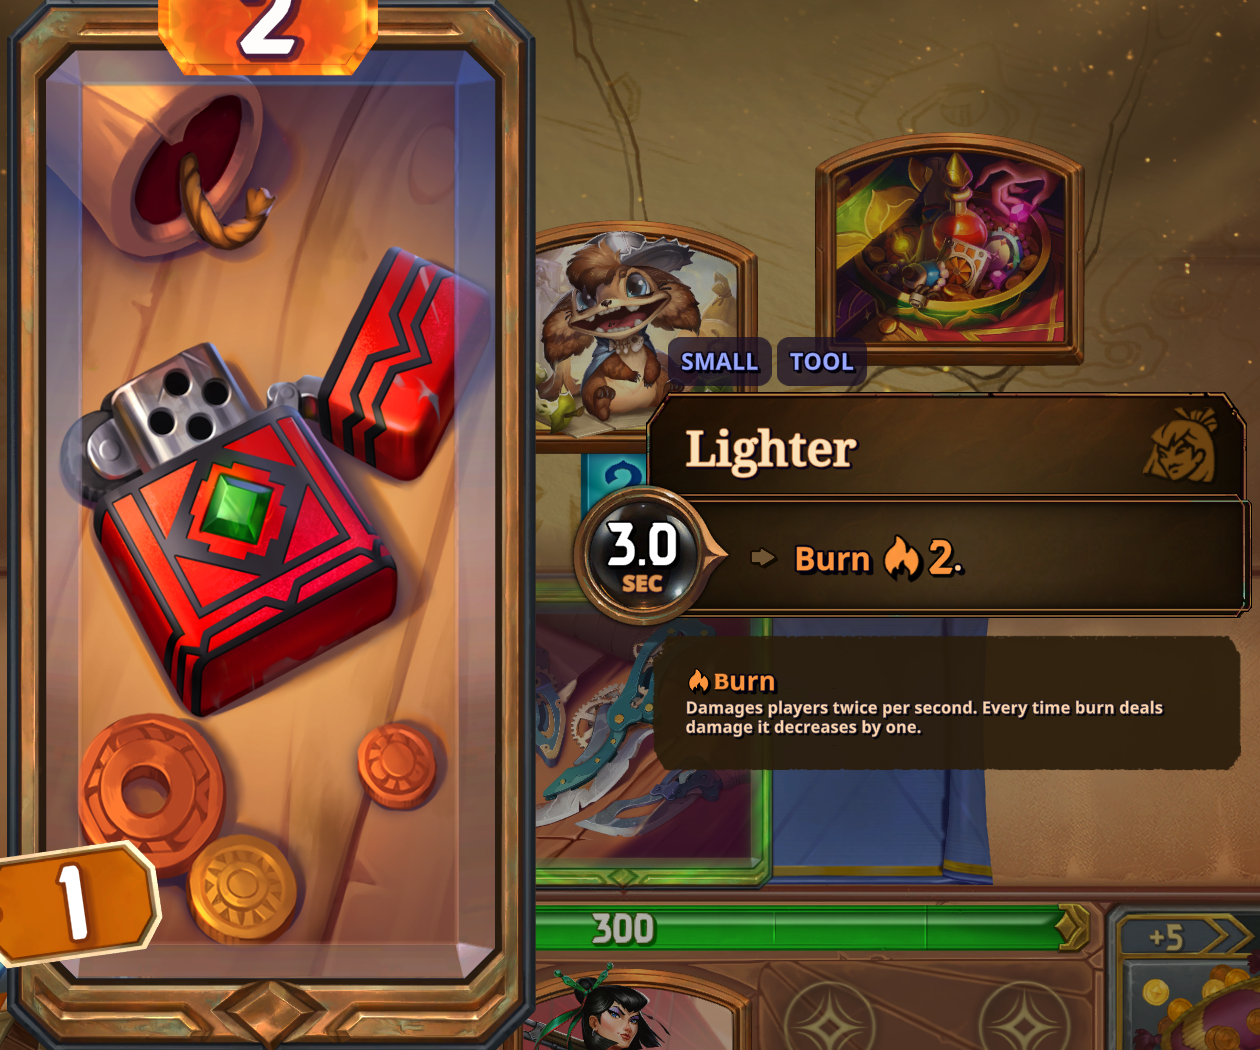 2
SMALL TOOL
Lighter
2
3.0
SEC
Burn 2.
Burn
Damages players twice per second. Every time burn deals
damage it decreases by one.
1
300
+5